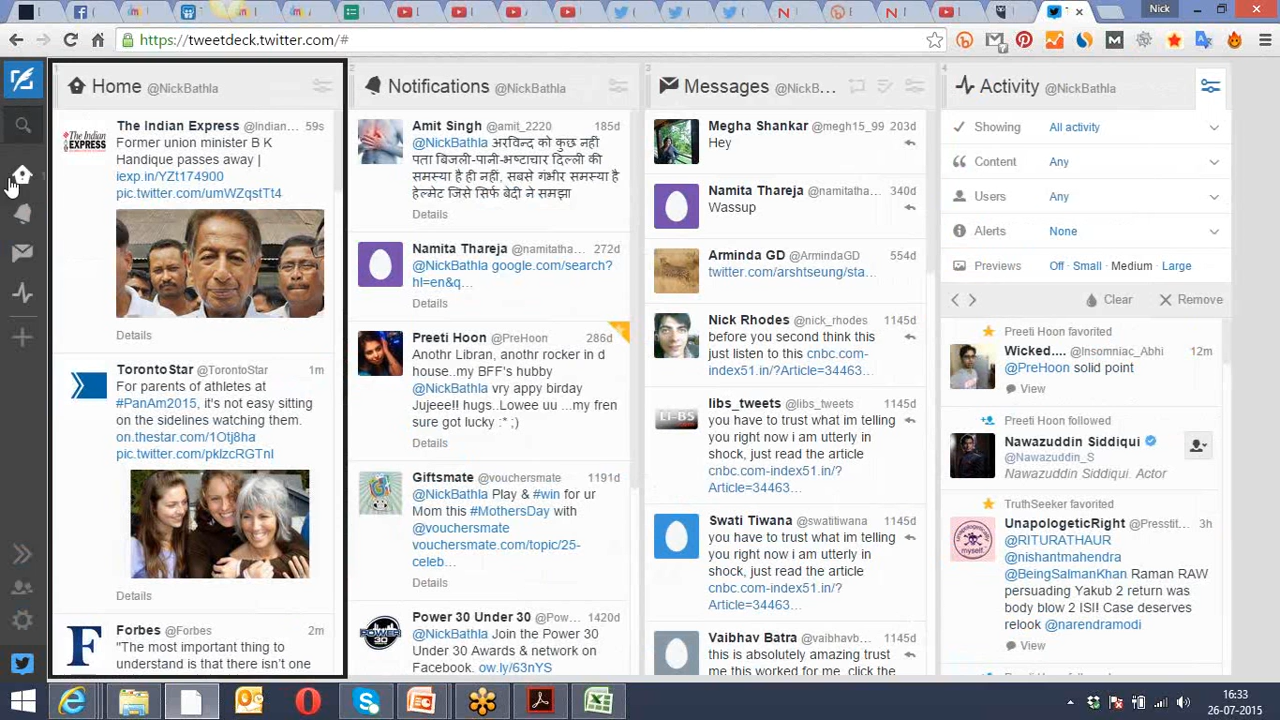 Nick
https://tweetdeck.twitter.com/#
1
Home @NickBathla
The Indian Express @Indian... 59s
Former union minister B K
Handique passes away |
iexp.in/YZt174900
pic.twitter.com/umWZqstTt4
Details
TorontoStar @TorontoStar 1m
For parents of athletes at
#PanAm2015, it's not easy sitting
on the sidelines watching them.
on.thestar.com/1Otj8ha
pic.twitter.com/pklzcRGTnI
Details
Forbes @Forbes 2m
"The most important thing to
understand is that there isn't one
2
Notifications @NickBathla
Amit Singh @amit_2220 185d
@NickBathla अरविन्द को कुछ नहीं
पता बिजली-पानी-भष्टाचार दिल्ली की
समस्या है ही नहीं, सबसे गंभीर समस्या है
हेल्मेट जिसे सिर्फ बेदी ने समझा
Details
Namita Thareja @namitatha... 272d
@NickBathla google.com/search?
hl=en&q...
Details
Preeti Hoon @PreHoon 286d
Anothr Libran, anothr rocker in d
house..my BFF's hubby
@NickBathla vry appy birday
Jujeee!! hugs..Lowee uu ...my fren
sure got lucky :* ;)
Details
Giftsmate @vouchersmate 1191d
@NickBathla Play & #win for ur
Mom this #MothersDay with
@vouchersmate
vouchersmate.com/topic/25-
celeb...
Details
Power 30 Under 30 @Pow... 1420d
@NickBathla Join the Power 30
Under 30 Awards & network on
Facebook. ow.ly/63nYS
3
Messages @NickB...
Megha Shankar @megh15_99 203d
Hey
Namita Thareja @namitatha... 340d
Wassup
Arminda GD @ArmindaGD 554d
twitter.com/arshtseung/sta...
Nick Rhodes @nick_rhodes 1145d
before you second think this
just listen to this cnbc.com-
index51.in/?Article=34463...
libs_tweets @libs_tweets 1145d
you have to trust what im telling
you right now i am utterly in
shock, just read the article
cnbc.com-index51.in/?
Article=34463...
Swati Tiwana @swatitiwana 1145d
you have to trust what im telling
you right now i am utterly in
shock, just read the article
cnbc.com-index51.in/?
Article=34463...
Vaibhav Batra @vaibhavb... 1145d
this is absolutely amazing trust
me this worked for me, click the
4
Activity @NickBathla
Showing All activity
Content Any
Users Any
Alerts None
Previews Off · Small · Medium · Large
Clear Remove
Preeti Hoon favorited
Wicked.... @Insomniac_Abhi 12m
@PreHoon solid point
View
Preeti Hoon followed
Nawazuddin Siddiqui
@Nawazuddin_S
Nawazuddin Siddiqui. Actor
TruthSeeker favorited
UnapologeticRight @Presstit... 3h
@RITURATHAUR
@nishantmahendra
@BeingSalmanKhan Raman RAW
persuading Yakub 2 return was
body blow 2 ISI! Case deserves
relook @narendramodi
View
The Indian EXPRESS
LI-BS
POWER 30
UNAPOLOGETIC myself
16:33
26-07-2015